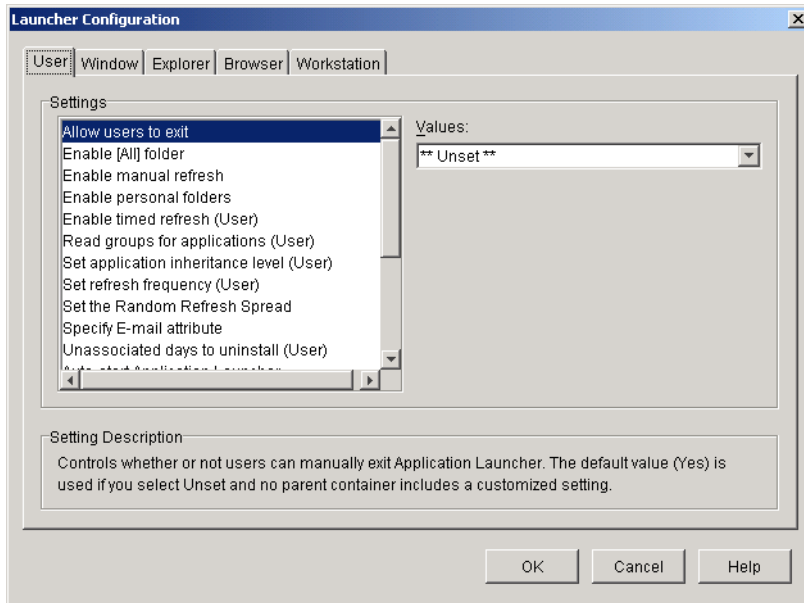 Launcher Configuration
User
Window
Explorer
Browser
Workstation
Settings
Allow users to exit
Enable [All] folder
Enable manual refresh
Enable personal folders
Enable timed refresh (User)
Read groups for applications (User)
Set application inheritance level (User)
Set refresh frequency (User)
Set the Random Refresh Spread
Specify E-mail attribute
Unassociated days to uninstall (User)
Auto-start Application Launcher
Values:
** Unset **
Setting Description
Controls whether or not users can manually exit Application Launcher. The default value (Yes) is
used if you select Unset and no parent container includes a customized setting.
OK
Cancel
Help